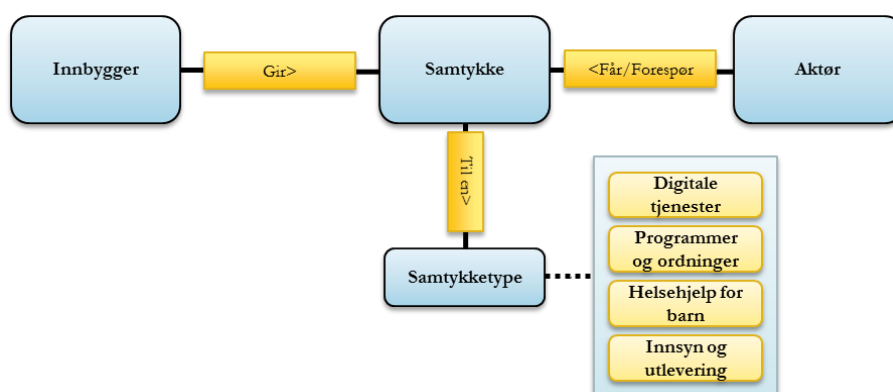 Innbygger
Gir>
Samtykke
<Får/Forespør
Aktør
Til en>
Samtykketype
Digitale
tjenester
Programmer
og ordninger
Helsehjelp for
barn
Innsyn og
utlevering